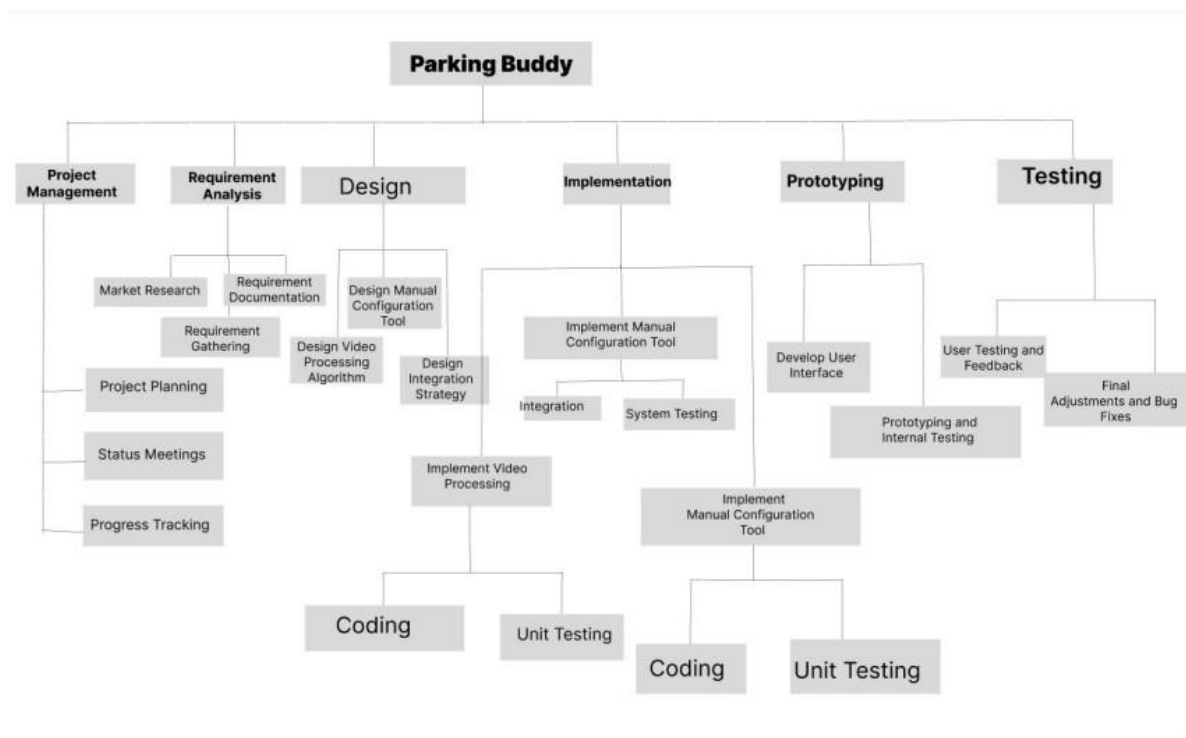 Parking Buddy
Project
Management
Requirement
Analysis
Design
Implementation
Prototyping
Testing
Market Research
Requirement
Documentation
Requirement
Gathering
Project Planning
Status Meetings
Progress Tracking
Design Manual
Configuration
Tool
Design Video
Processing
Algorithm
Design
Integration
Strategy
Implement Manual
Configuration Tool
Integration
System Testing
Implement Video
Processing
Coding
Unit Testing
Implement
Manual Configuration
Tool
Coding
Unit Testing
Develop User
Interface
Prototyping and
Internal Testing
User Testing and
Feedback
Final
Adjustments and Bug
Fixes